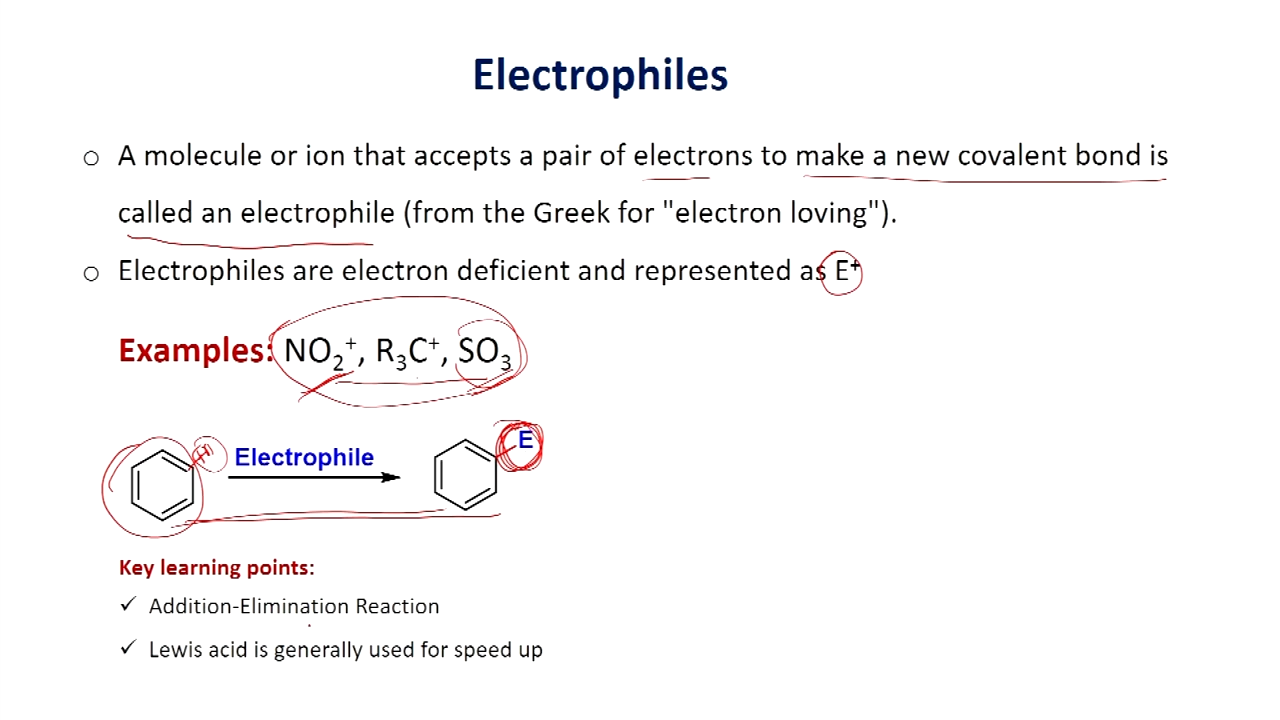 Electrophiles
○ A molecule or ion that accepts a pair of electrons to make a new covalent bond is
called an electrophile (from the Greek for "electron loving").
○ Electrophiles are electron deficient and represented as E⁺
Examples: NO₂⁺, R₃C⁺, SO₃
H
Electrophile
E
Key learning points:
✓ Addition-Elimination Reaction
✓ Lewis acid is generally used for speed up